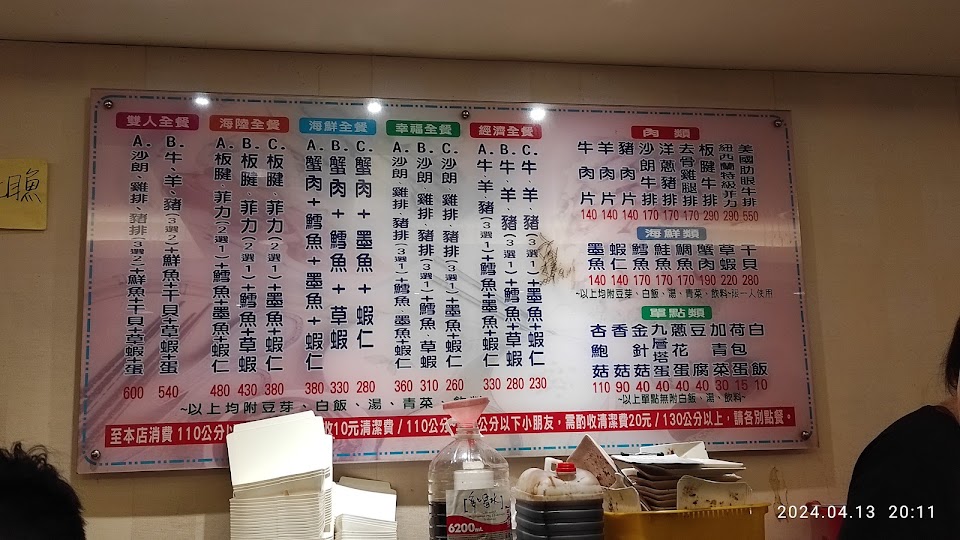 雙人全餐
A.沙朗、雞排、豬排(3選2)+鮮魚+干貝+草蝦+蛋 600
B.牛、羊、豬(3選2)+鮮魚+干貝+草蝦+蛋 540
海陸全餐
A.板腱、菲力(2選1)+鱈魚+墨魚+蝦仁 480
B.板腱、菲力(2選1)+鱈魚+草蝦 430
C.板腱、菲力(2選1)+墨魚+蝦仁 380
海鮮全餐
A.蟹肉+鱈魚+墨魚+蝦仁 380
B.蟹肉+鱈魚+草蝦 330
C.蟹肉+墨魚+蝦仁 280
幸福全餐
A.沙朗、雞排、豬排(3選1)+鱈魚、墨魚+蝦仁 360
B.沙朗、雞排、豬排(3選1)+鱈魚、草蝦 310
C.沙朗、雞排、豬排(3選1)+墨魚+蝦仁 260
經濟全餐
A.牛、羊、豬(3選1)+鱈魚+墨魚+蝦仁 330
B.牛、羊、豬(3選1)+鱈魚+草蝦 280
C.牛、羊、豬(3選1)+墨魚+蝦仁 230
~以上均附豆芽、白飯、湯、青菜、
肉類
牛肉片 140
羊肉片 140
豬肉片 140
沙朗牛排 170
洋蔥豬排 170
去骨雞腿排 170
板腱牛排 290
紐西蘭特級菲力 290
美國助眼牛排 550
海鮮類
墨魚 140
蝦仁 140
鱈魚 170
鮭魚 170
鯛魚 170
蟹肉 190
草蝦 220
干貝 280
~以上均附豆芽、白飯、湯、青菜、飲料~限一人使用
單點類
杏鮑菇 110
香菇 90
金針菇 40
九層塔蛋 40
蔥花蛋 40
豆腐 40
加青菜 30
荷包蛋 15
白飯 10
~以上單點無附白飯、湯、飲料~
至本店消費 110公分以 收10元清潔費 / 110公分 公分以下小朋友,需酌收清潔費20元 / 130公分以上,請各別點餐。
6200mL
2024.04.13 20:11